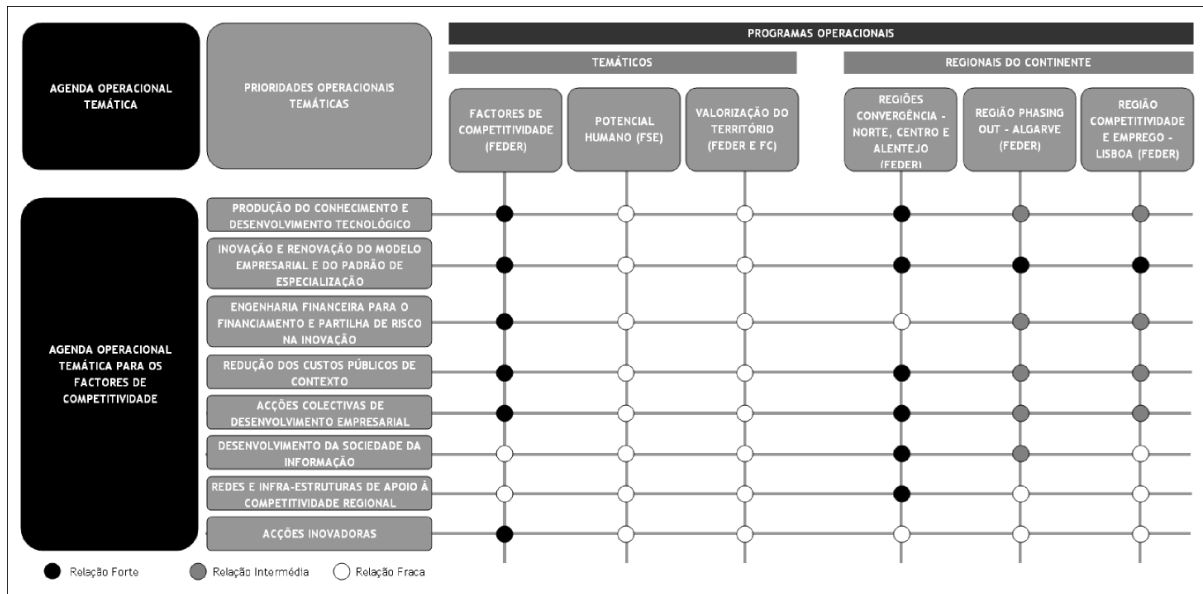 PROGRAMAS OPERACIONAIS
AGENDA OPERACIONAL
TEMÁTICA
PRIORIDADES OPERACIONAIS
TEMÁTICAS
TEMÁTICOS
REGIONAIS DO CONTINENTE
FACTORES DE
COMPETITIVIDADE
(FEDER)
POTENCIAL
HUMANO (FSE)
VALORIZAÇÃO DO
TERRITÓRIO
(FEDER E FC)
REGIÕES
CONVERGÊNCIA -
NORTE, CENTRO E
ALENTEJO
(FEDER)
REGIÃO PHASING
OUT - ALGARVE
(FEDER)
REGIÃO
COMPETITIVIDADE
E EMPREGO -
LISBOA (FEDER)
AGENDA OPERACIONAL
TEMÁTICA PARA OS
FACTORES DE
COMPETITIVIDADE
PRODUÇÃO DO CONHECIMENTO E
DESENVOLVIMENTO TECNOLÓGICO
INOVAÇÃO E RENOVAÇÃO DO MODELO
EMPRESARIAL E DO PADRÃO DE
ESPECIALIZAÇÃO
ENGENHARIA FINANCEIRA PARA O
FINANCIAMENTO E PARTILHA DE RISCO
NA INOVAÇÃO
REDUÇÃO DOS CUSTOS PÚBLICOS DE
CONTEXTO
ACÇÕES COLECTIVAS DE
DESENVOLVIMENTO EMPRESARIAL
DESENVOLVIMENTO DA SOCIEDADE DA
INFORMAÇÃO
REDES E INFRA-ESTRUTURAS DE APOIO À
COMPETITIVIDADE REGIONAL
ACÇÕES INOVADORAS
Relação Forte
Relação Intermédia
Relação Fraca